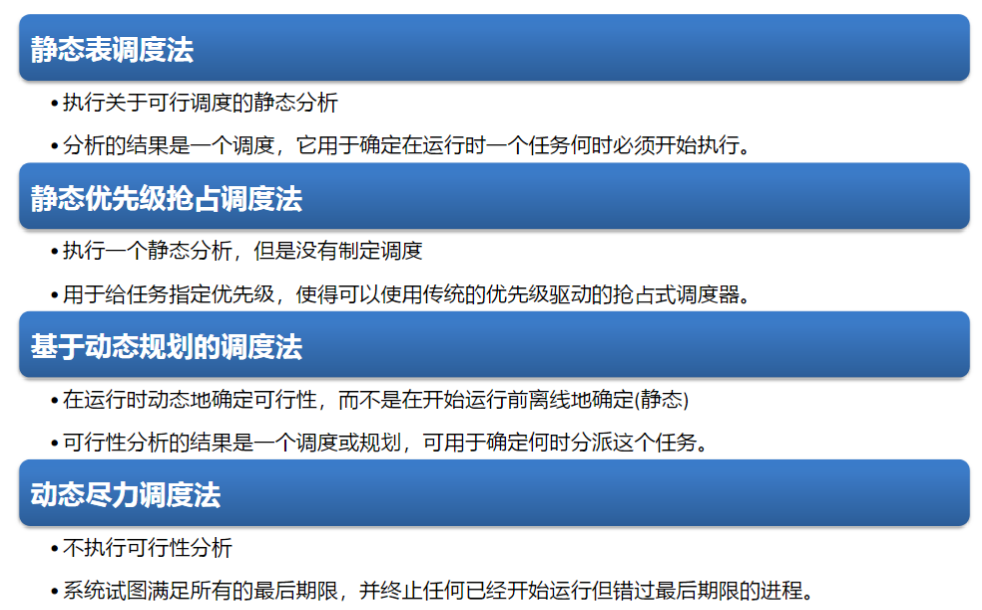 静态表调度法
•执行关于可行调度的静态分析
•分析的结果是一个调度，它用于确定在运行时一个任务何时必须开始执行。
静态优先级抢占调度法
•执行一个静态分析，但是没有制定调度
•用于给任务指定优先级，使得可以使用传统的优先级驱动的抢占式调度器。
基于动态规划的调度法
•在运行时动态地确定可行性，而不是在开始运行前离线地确定(静态)
•可行性分析的结果是一个调度或规划，可用于确定何时分派这个任务。
动态尽力调度法
•不执行可行性分析
•系统试图满足所有的最后期限，并终止任何已经开始运行但错过最后期限的进程。